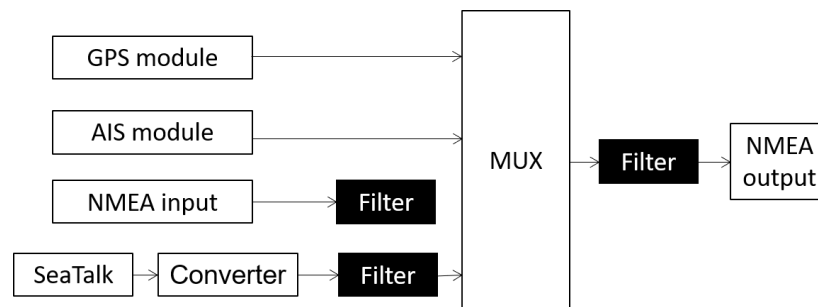 GPS module
AIS module
NMEA input
Filter
SeaTalk
Converter
Filter
MUX
Filter
NMEA
output